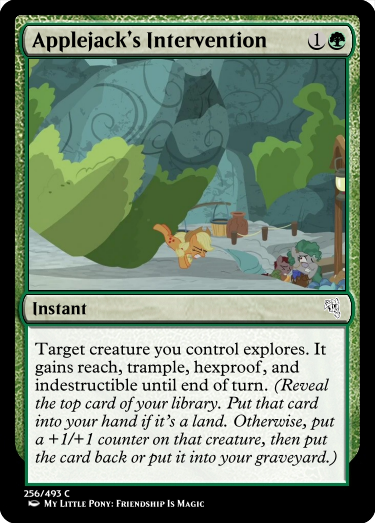 Applejack's Intervention 1
Instant
Target creature you control explores. It
gains reach, trample, hexproof, and
indestructible until end of turn. (Reveal
the top card of your library. Put that card
into your hand if it's a land. Otherwise, put
a +1/+1 counter on that creature, then put
the card back or put it into your graveyard.)
256/493 C
My Little Pony: Friendship Is Magic